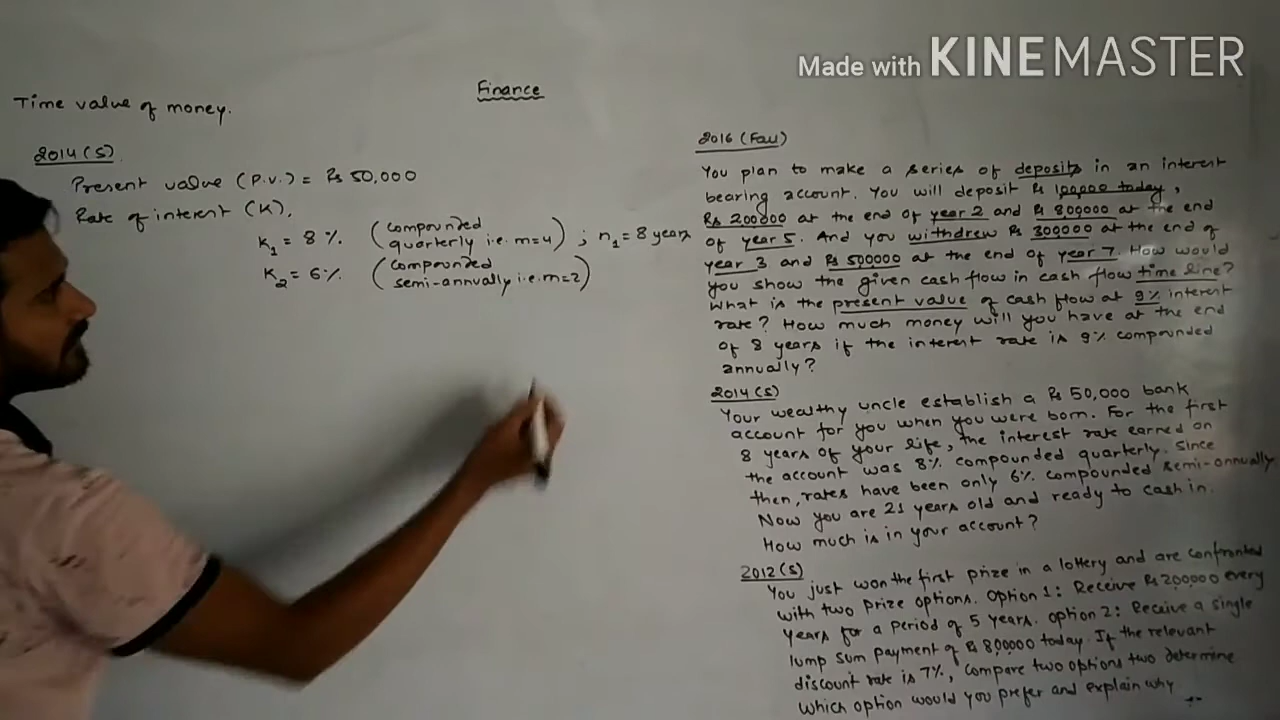 Made with KINEMASTER
Finance
Time value of money.
2014 (S)
Present value (P.V.) = Rs 50,000
Rate of interest (K),
K1 = 8 % (compounded quarterly i.e. m=4) ; n1 = 8 years
K2 = 6% (compounded semi-annually i.e. m=2)
2016 (Fall)
You plan to make a series of deposits in an interest
bearing account. You will deposit Rs 100000 today,
Rs 200000 at the end of year 2 and Rs 800000 at the end
of year 5. And you withdrew Rs 300000 at the end of
year 3 and Rs 500000 at the end of year 7. How would
you show the given cash flow in cash flow time line?
What is the present value of cash flow at 9% interest
rate? How much money will you have at the end
of 8 years if the interest rate is 9% compounded
annually?
2014 (S)
Your wealthy uncle establish a Rs 50,000 bank
account for you when you were born. For the first
8 years of your life, the interest rate earned on
the account was 8% compounded quarterly. Since
then, rates have been only 6% compounded semi-annually
Now you are 21 years old and ready to cash in.
How much is in your account?
2012 (S)
You just won the first prize in a lottery and are confronted
with two prize options. Option 1: Receive Rs 200000 every
years for a period of 5 years. Option 2: Receive a single
lump sum payment of Rs 800000 today. If the relevant
discount rate is 7%, compare two options two determine
which option would you prefer and explain why